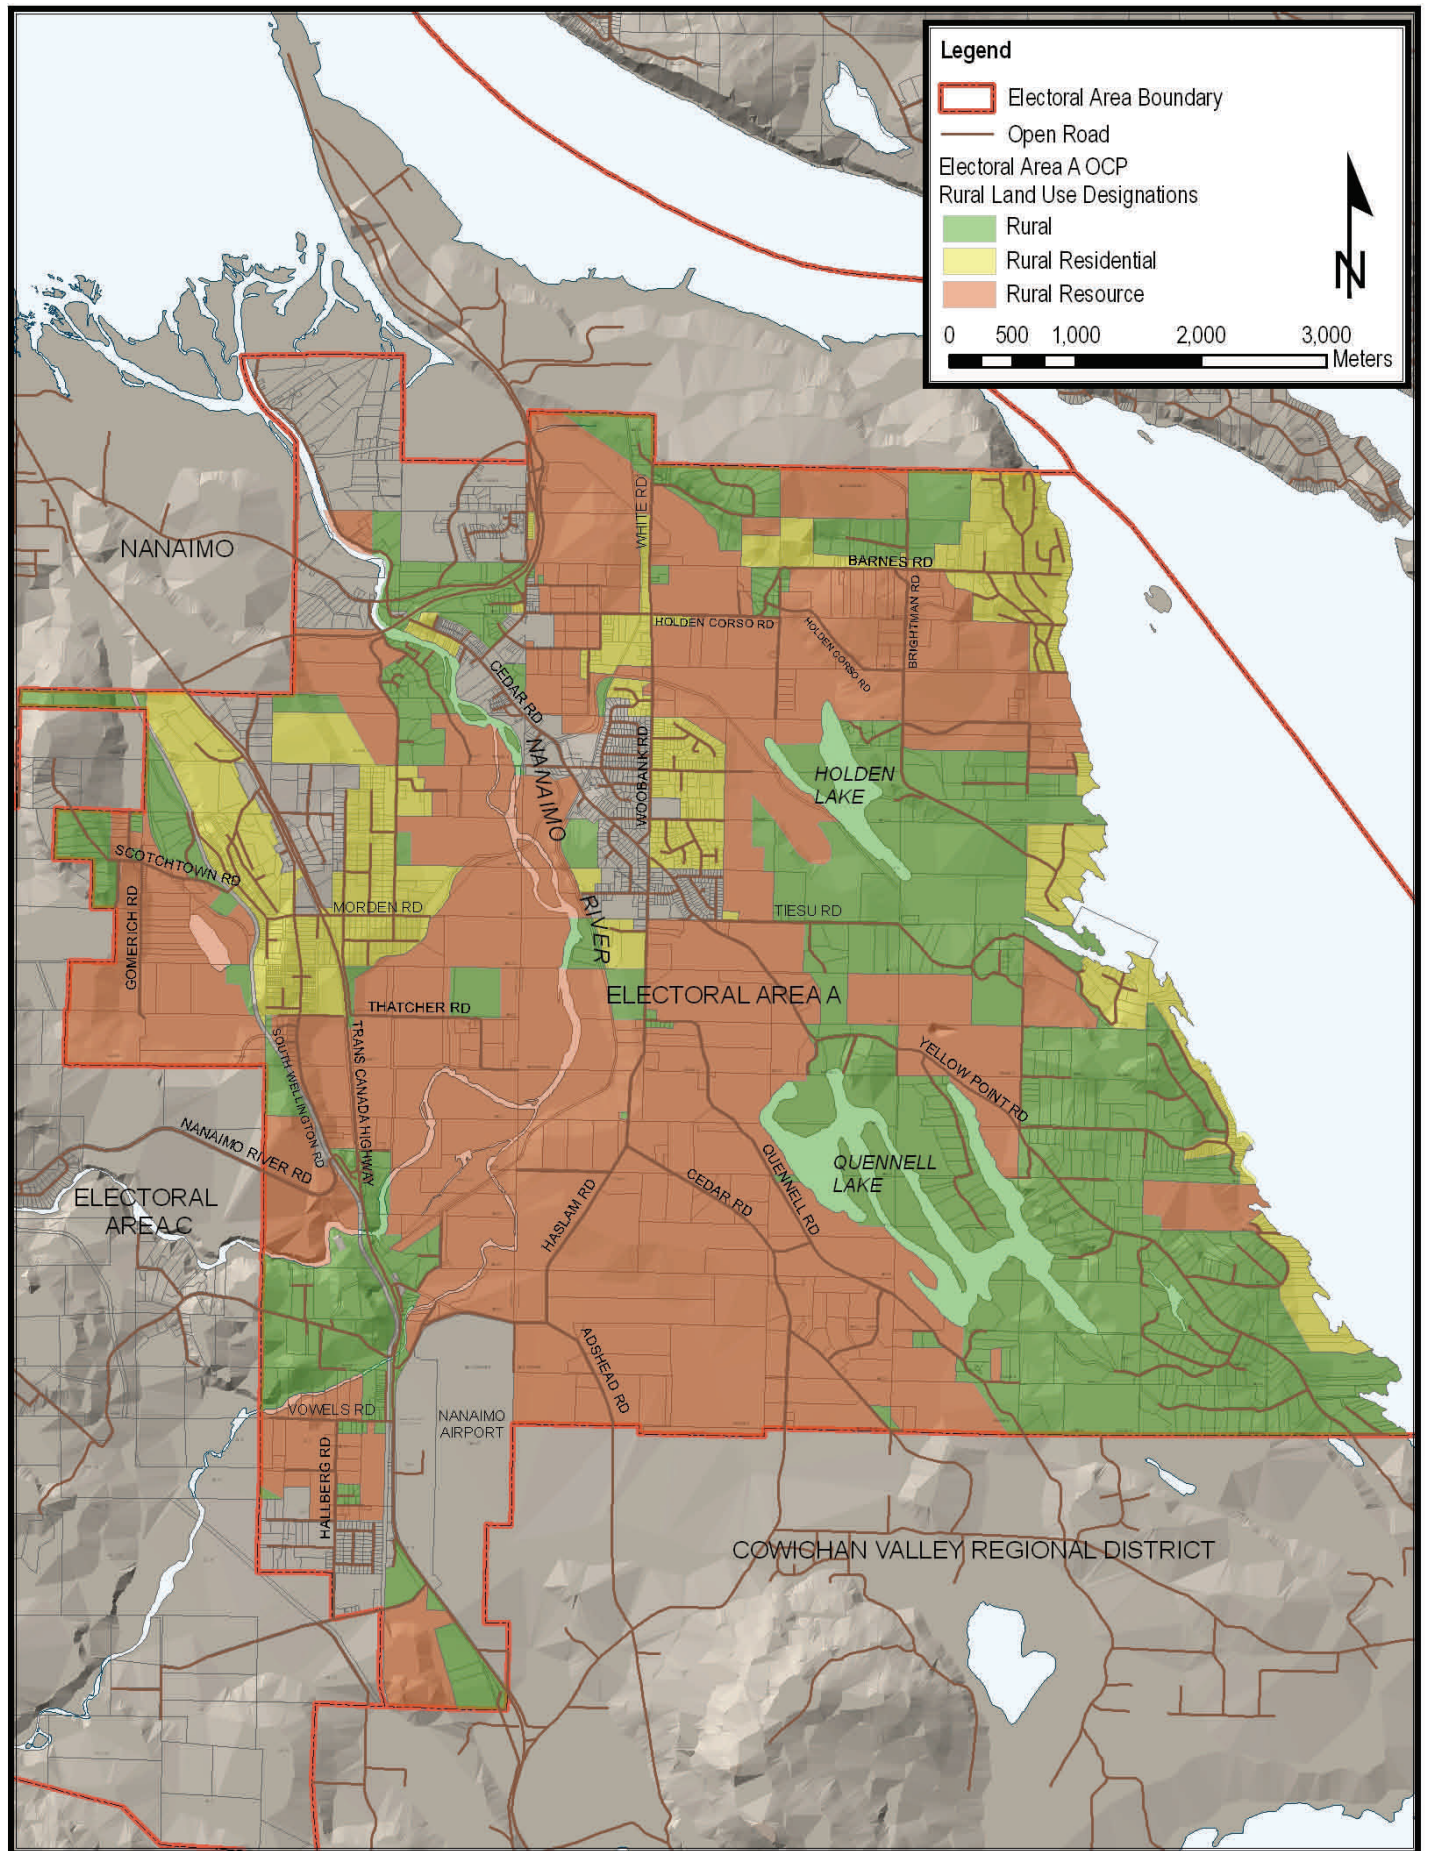 Legend
Electoral Area Boundary
Open Road
Electoral Area A OCP
Rural Land Use Designations
Rural
Rural Residential
Rural Resource
0 500 1,000 2,000 3,000
Meters
N
NANAIMO
WHITE RD
BARNES RD
BRIGHTMAN RD
HOLDEN CORSO RD
HOLDEN CORSO RD
CEDAR RD
NANAIMO
RIVER
WOOBANK RD
HOLDEN
LAKE
SCOTCHTOWN RD
GOMERICH RD
MORDEN RD
TIESU RD
THATCHER RD
ELECTORAL AREA A
SOUTH WELLINGTON RD
TRANS CANADA HIGHWAY
YELLOW POINT RD
NANAIMO RIVER RD
QUENNELL
LAKE
QUENNELL RD
CEDAR RD
HASLAM RD
ELECTORAL
AREA C
ADSHEAD RD
VOWELS RD
NANAIMO
AIRPORT
HALLBERG RD
COWICHAN VALLEY REGIONAL DISTRICT